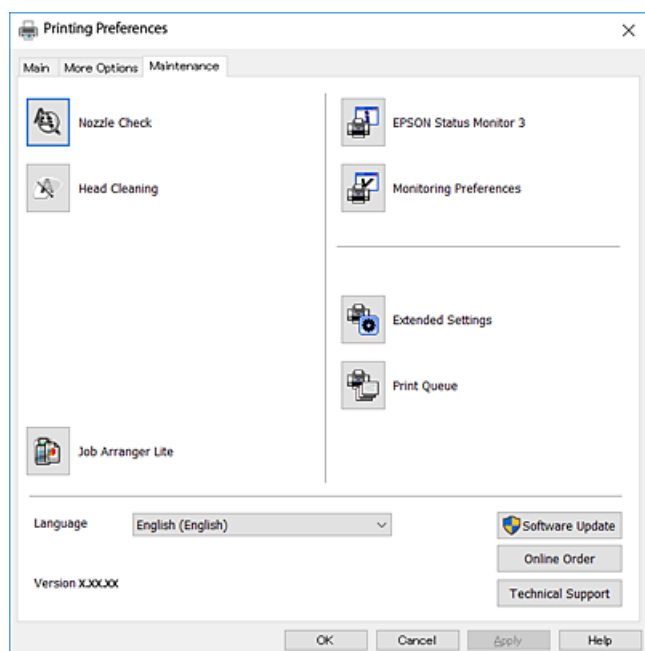 Printing Preferences
Main
More Options
Maintenance
Nozzle Check
Head Cleaning
Job Arranger Lite
EPSON Status Monitor 3
Monitoring Preferences
Extended Settings
Print Queue
Language
English (English)
Software Update
Online Order
Version X.XX.XX
Technical Support
OK
Cancel
Apply
Help